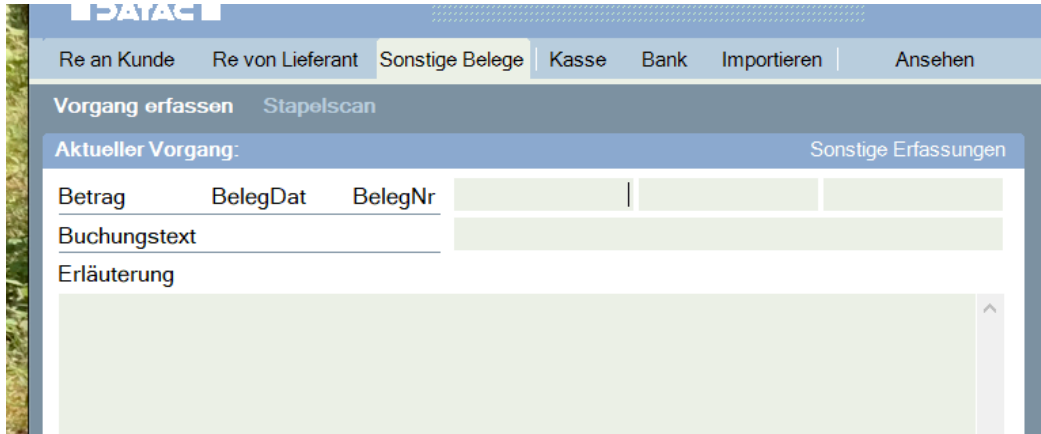 DATAC
Re an Kunde Re von Lieferant Sonstige Belege Kasse Bank Importieren Ansehen
Vorgang erfassen Stapelscan
Aktueller Vorgang: Sonstige Erfassungen
Betrag BelegDat BelegNr
Buchungstext
Erläuterung